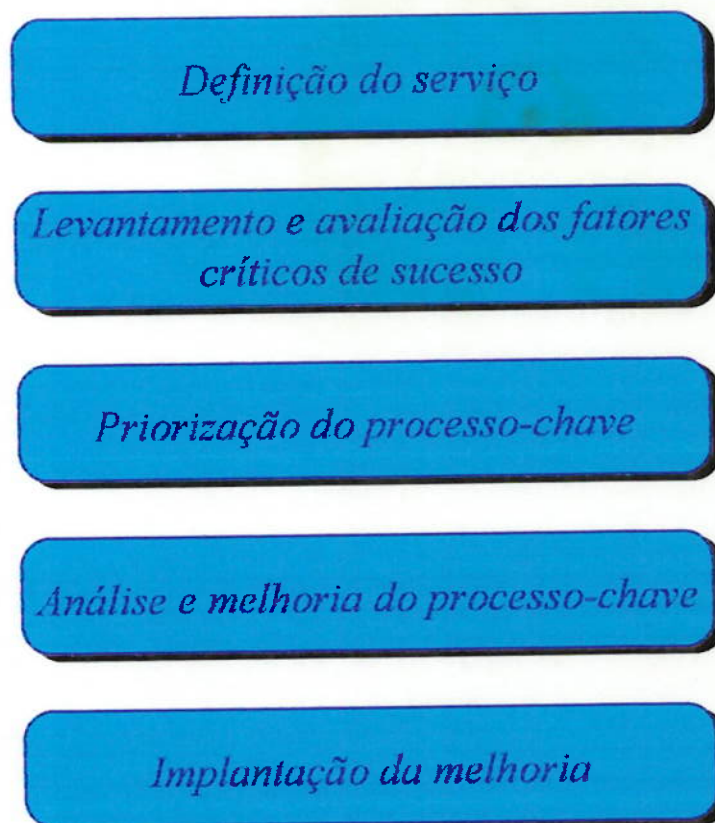 Definição do serviço
Levantamento e avaliação dos fatores
críticos de sucesso
Priorização do processo-chave
Análise e melhoria do processo-chave
Implantação da melhoria